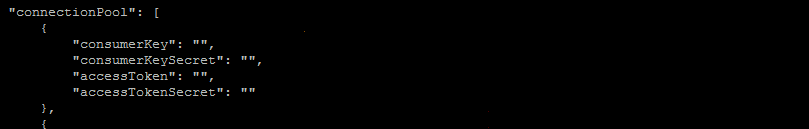 "connectionPool": [
{
"consumerKey": "",
"consumerKeySecret": "",
"accessToken": "",
"accessTokenSecret": ""
},
{